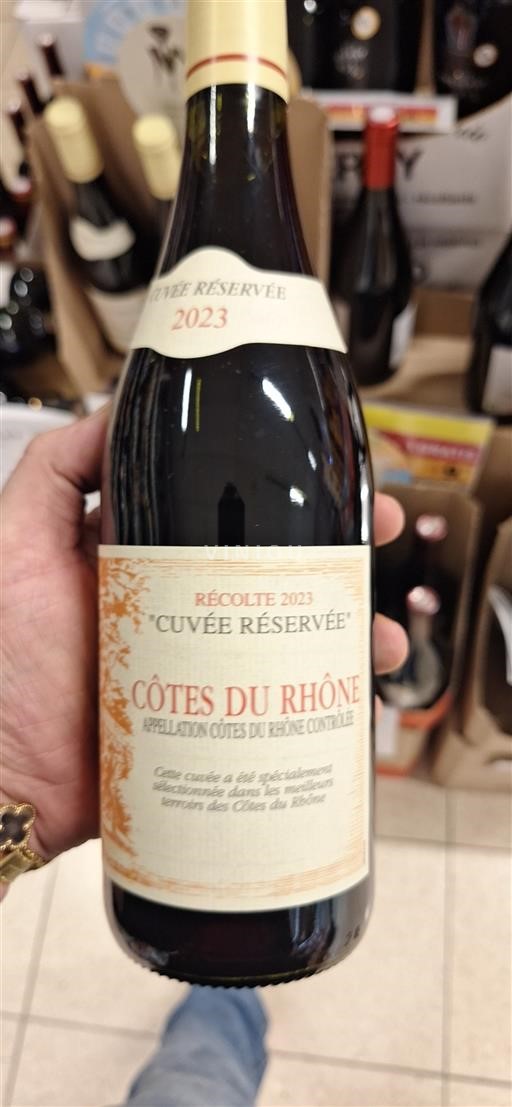 CUVÉE RÉSERVÉE
2023
VINIOU
RÉCOLTE 2023
"CUVÉE RÉSERVÉE"
CÔTES DU RHÔNE
APPELLATION CÔTES DU RHÔNE CONTRÔLÉE
Cette cuvée a été spécialement
sélectionnée dans les meilleurs
terroirs des Côtes du Rhône